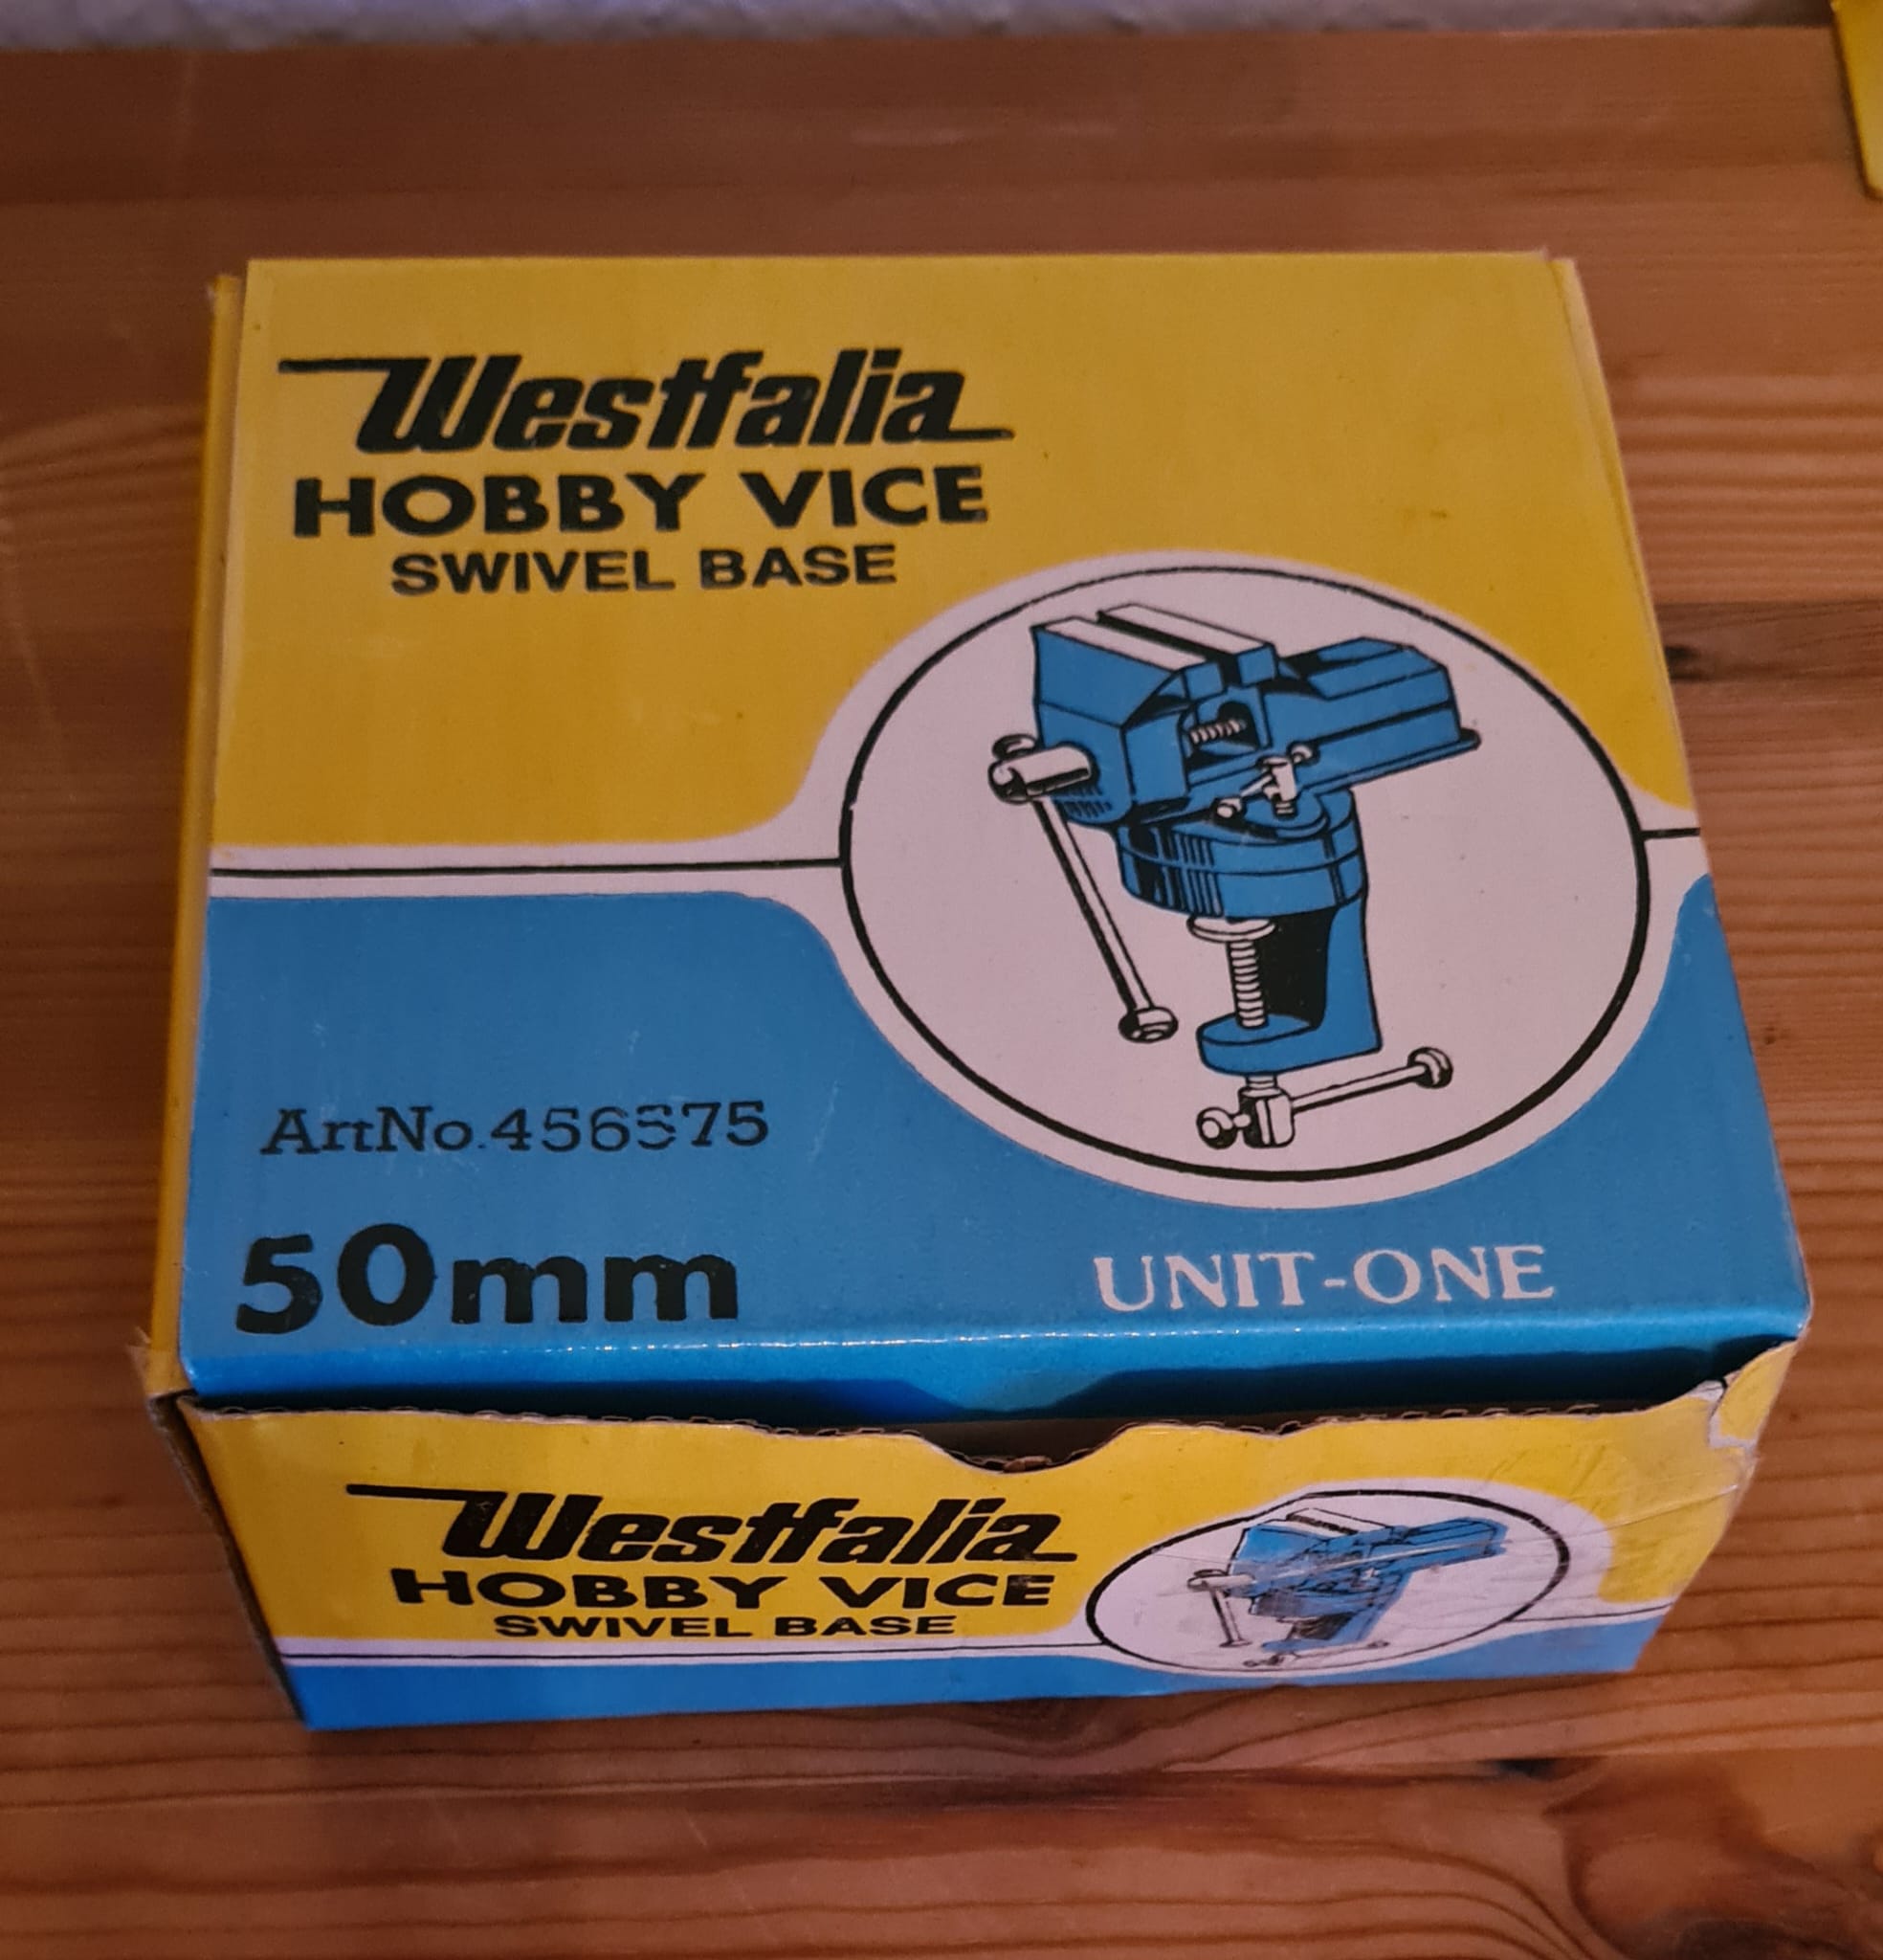 Westfalia
HOBBY VICE
SWIVEL BASE
50mm
UNIT-ONE
Westfalia
HOBBY VICE
SWIVEL BASE